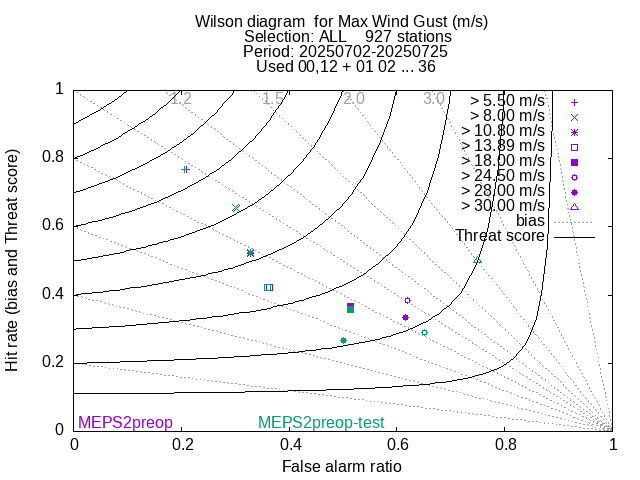 Wilson diagram  for Max Wind Gust (m/s)
Selection: ALL    927 stations
Period: 20250702-20250725
Used 00,12 + 01 02 ... 36
1.2 1.5 2.0 3.0
> 5.50 m/s
> 8.00 m/s
> 10.80 m/s
> 13.89 m/s
> 18.00 m/s
> 24.50 m/s
> 28.00 m/s
> 30.00 m/s
bias
Threat score
Hit rate (bias and Threat score)
1
0.8
0.6
0.4
0.2
0
MEPS2preop MEPS2preop-test
0 0.2 0.4 0.6 0.8 1
False alarm ratio